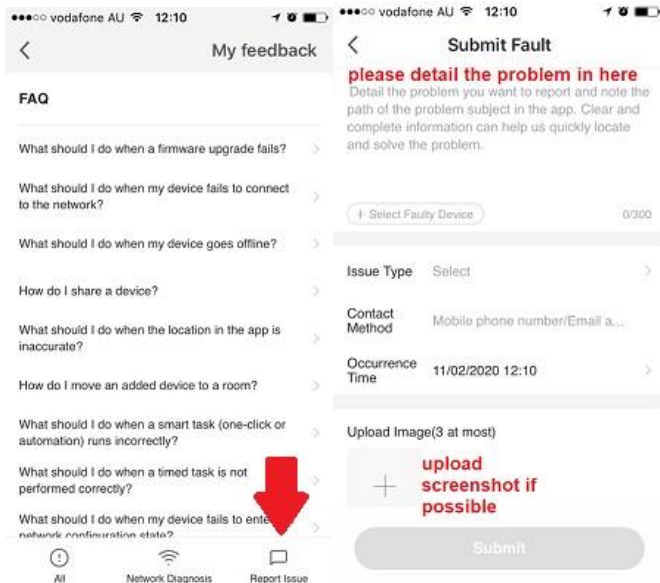 vodafone AU 12:10
My feedback
FAQ
What should I do when a firmware upgrade fails?
What should I do when my device fails to connect
to the network?
What should I do when my device goes offline?
How do I share a device?
What should I do when the location in the app is
inaccurate?
How do I move an added device to a room?
What should I do when a smart task (one-click or
automation) runs incorrectly?
What should I do when a timed task is not
performed correctly?
What should I do when my device fails to ente
network configuration state?
All
Network Diagnosis
Report Issue
vodafone AU 12:10
Submit Fault
please detail the problem in here
Detail the problem you want to report and note the
path of the problem subject in the app. Clear and
complete information can help us quickly locate
and solve the problem.
+ Select Faulty Device
0/300
Issue Type Select
Contact
Method
Mobile phone number/Email a...
Occurrence
Time
11/02/2020 12:10
Upload Image(3 at most)
upload
screenshot if
possible
Submit